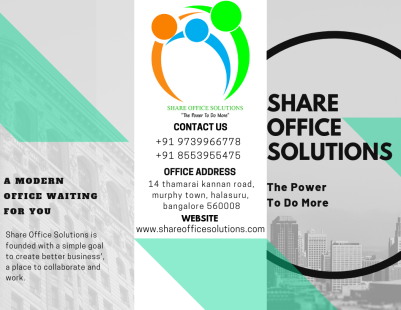 A MODERN
OFFICE WAITING
FOR YOU
Share Office Solutions is
founded with a simple goal
to create better business',
a place to collaborate and
work.
SHARE OFFICE SOLUTIONS
"The Power To Do More"
CONTACT US
+91 9739966778
+91 8553955475
OFFICE ADDRESS
14 thamarai kannan road,
murphy town, halasuru,
bangalore 560008
WEBSITE
www.shareofficesolutions.com
SHARE
OFFICE
SOLUTIONS
The Power
To Do More